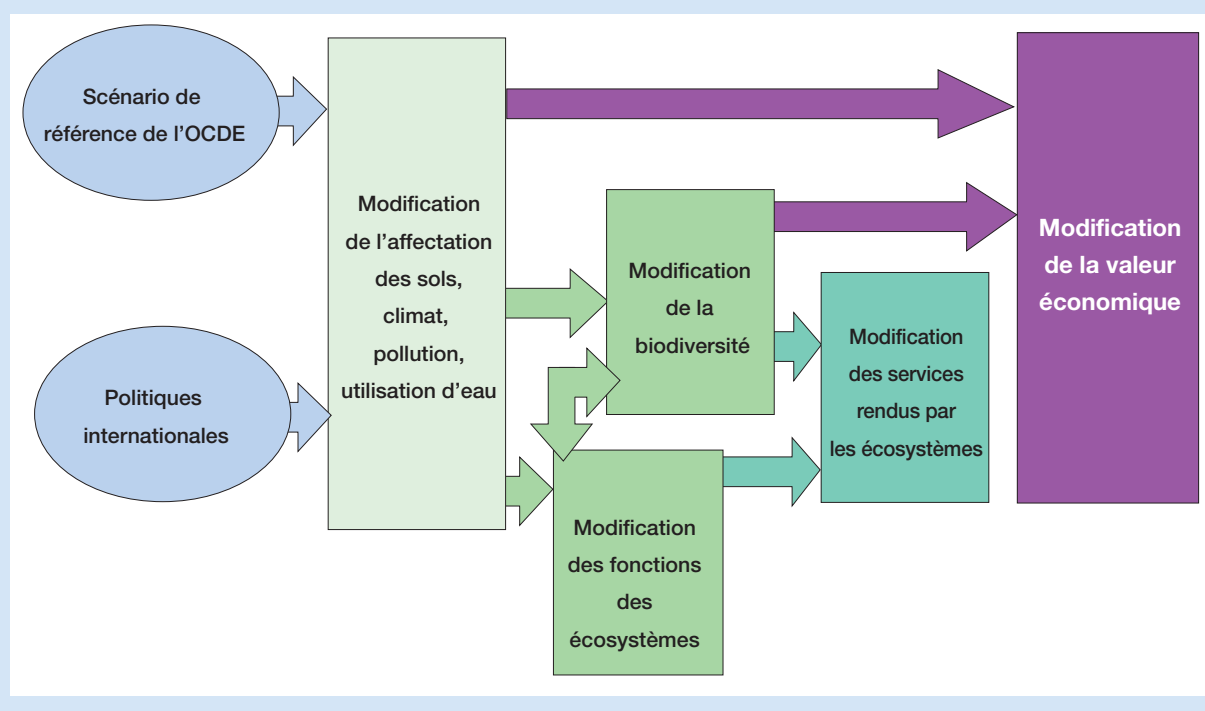 Scénario de
référence de l'OCDE
Politiques
internationales
Modification
de l'affectation
des sols,
climat,
pollution,
utilisation d'eau
Modification
de la
biodiversité
Modification
des fonctions
des
écosystèmes
Modification
des services
rendus par
les écosystèmes
Modification
de la valeur
économique